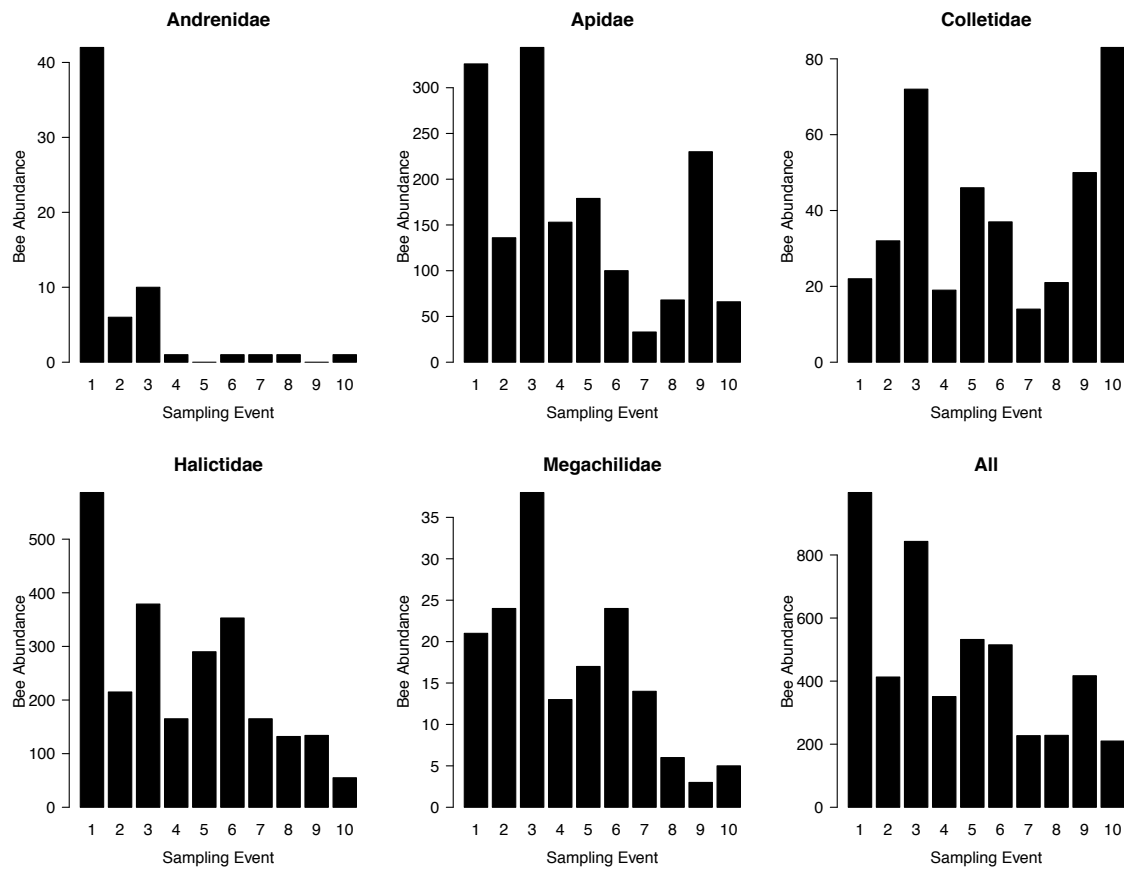 Andrenidae
Apidae
Colletidae
Bee Abundance
40
30
20
10
0
1 2 3 4 5 6 7 8 9 10
Sampling Event
Bee Abundance
300
250
200
150
100
50
0
1 2 3 4 5 6 7 8 9 10
Sampling Event
Bee Abundance
80
60
40
20
0
1 2 3 4 5 6 7 8 9 10
Sampling Event
Halictidae
Megachilidae
All
Bee Abundance
500
400
300
200
100
0
1 2 3 4 5 6 7 8 9 10
Sampling Event
Bee Abundance
35
30
25
20
15
10
5
0
1 2 3 4 5 6 7 8 9 10
Sampling Event
Bee Abundance
800
600
400
200
0
1 2 3 4 5 6 7 8 9 10
Sampling Event